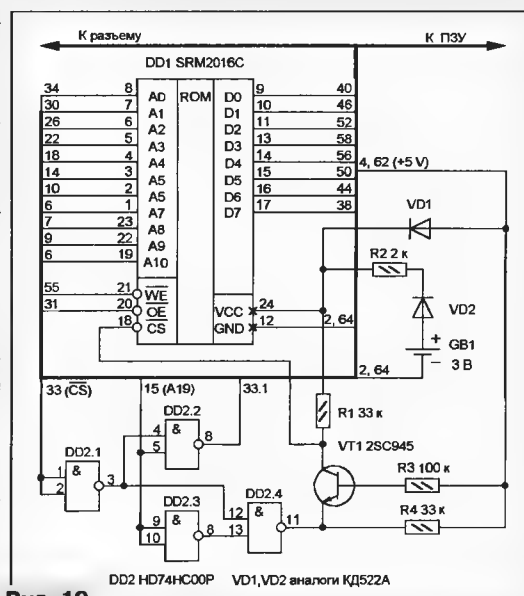 К разъему К ПЗУ
DD1 SRM2016C
34 8 A0 ROM D0 9 40
30 7 A1 D1 10 46
26 6 A2 D2 11 52
22 5 A3 D3 13 58
18 4 A4 D4 14 56
14 3 A5 D5 15 50
10 2 A5 D6 16 44
6 1 A7 D7 17 38
7 23 A8
9 22 A9
6 19 A10
4, 62 (+5 V)
VD1
R2 2 к
VD2
55 21 WE
31 20 OE VCC 24
18 CS GND 12 2, 64
+ GB1
− 3 В
2, 64
33 (CS) 15 (A19) 33.1
R1 33 к
DD2.2
4 & 8
5
VT1 2SC945
DD2.1
1 & 3
2
R3 100 к
DD2.3 DD2.4
9 & 8
10
12 & 11
13
R4 33 к
DD2 HD74HC00P VD1,VD2 аналоги КД522А